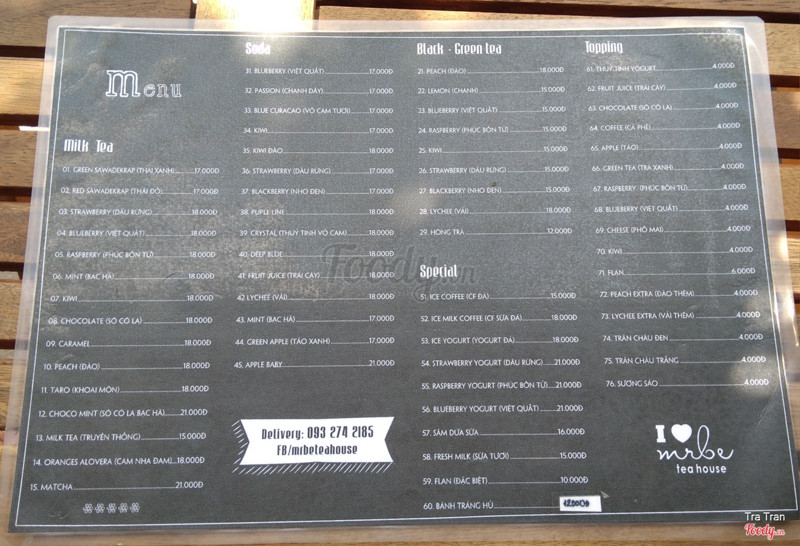 Menu
Milk Tea
01. GREEN SAWADEKRAP (THÁI XANH) 17.000Đ
02. RED SAWADEKRAP (THÁI ĐỎ) 17.000Đ
03. STRAWBERRY (DÂU RỪNG) 18.000Đ
04. BLUEBERRY (VIỆT QUẤT) 18.000Đ
05. RASPBERRY (PHÚC BỒN TỬ) 18.000Đ
06. MINT (BẠC HÀ) 18.000Đ
07. KIWI 18.000Đ
08. CHOCOLATE (SÔ CÔ LA) 18.000Đ
09. CARAMEL 18.000Đ
10. PEACH (ĐÀO) 18.000Đ
11. TARO (KHOAI MÔN) 18.000Đ
12. CHOCO MINT (SÔ CÔ LA BẠC HÀ) 21.000Đ
13. MILK TEA (TRUYỀN THỐNG) 15.000Đ
14. ORANGES ALOVERA (CAM NHA ĐAM) 18.000Đ
15. MATCHA 21.000Đ
Soda
31. BLUEBERRY (VIỆT QUẤT) 17.000Đ
32. PASSION (CHANH DÂY) 17.000Đ
33. BLUE CURACAO (VỎ CAM TƯƠI) 18.000Đ
34. KIWI 17.000Đ
35. KIWI ĐÀO 18.000Đ
36. STRAWBERRY (DÂU RỪNG) 17.000Đ
37. BLACKBERRY (NHO ĐEN) 17.000Đ
38. PUPLE LINE 18.000Đ
39. CRYSTAL (THỦY TINH VỎ CAM) 18.000Đ
40. DEEP BLUE 18.000Đ
41. FRUIT JUICE (TRÁI CÂY) 18.000Đ
42. LYCHEE (VẢI) 18.000Đ
43. MINT (BẠC HÀ) 17.000Đ
44. GREEN APPLE (TÁO XANH) 17.000Đ
45. APPLE BABY 21.000Đ
Delivery: 093 274 2185
FB/mrbeteahouse
Black - Green tea
21. PEACH (ĐÀO) 18.000Đ
22. LEMON (CHANH) 15.000Đ
23. BLUEBERRY (VIỆT QUẤT) 15.000Đ
24. RASPBERRY (PHÚC BỒN TỬ) 15.000Đ
25. KIWI 15.000Đ
26. STRAWBERRY (DÂU RỪNG) 15.000Đ
27. BLACKBERRY (NHO ĐEN) 15.000Đ
28. LYCHEE (VẢI) 18.000Đ
29. HỒNG TRÀ 12.000Đ
Special
51. ICE COFFEE (CF ĐÁ) 15.000Đ
52. ICE MILK COFFEE (CF SỮA ĐÁ) 18.000Đ
53. ICE YOGURT (YOGURT ĐÁ) 18.000Đ
54. STRAWBERRY YOGURT (DÂU RỪNG) 21.000Đ
55. RASPBERRY YOGURT (PHÚC BỒN TỬ) 21.000Đ
56. BLUEBERRY YOGURT (VIỆT QUẤT) 21.000Đ
57. SÂM DỨA SỮA 16.000Đ
58. FRESH MILK (SỮA TƯƠI) 15.000Đ
59. FLAN (ĐẶC BIỆT) 10.000Đ
60. BÁNH TRÁNG HỦ 12.000Đ
Topping
61. THỦY TINH YOGURT 4.000Đ
62. FRUIT JUICE (TRÁI CÂY) 4.000Đ
63. CHOCOLATE (SÔ CÔ LA) 4.000Đ
64. COFFEE (CÀ PHÊ) 4.000Đ
65. APPLE (TÁO) 4.000Đ
66. GREEN TEA (TRÀ XANH) 4.000Đ
67. RASPBERRY (PHÚC BỒN TỬ) 4.000Đ
68. BLUEBERRY (VIỆT QUẤT) 4.000Đ
69. CHEESE (PHÔ MAI) 4.000Đ
70. KIWI 4.000Đ
71. FLAN 6.000Đ
72. PEACH EXTRA (ĐÀO THÊM) 4.000Đ
73. LYCHEE EXTRA (VẢI THÊM) 4.000Đ
74. TRÂN CHÂU ĐEN 4.000Đ
75. TRÂN CHÂU TRẮNG 4.000Đ
76. SƯƠNG SÁO 4.000Đ
I
mrbe
tea house
Foody.vn
Tra Tran
Foody.vn